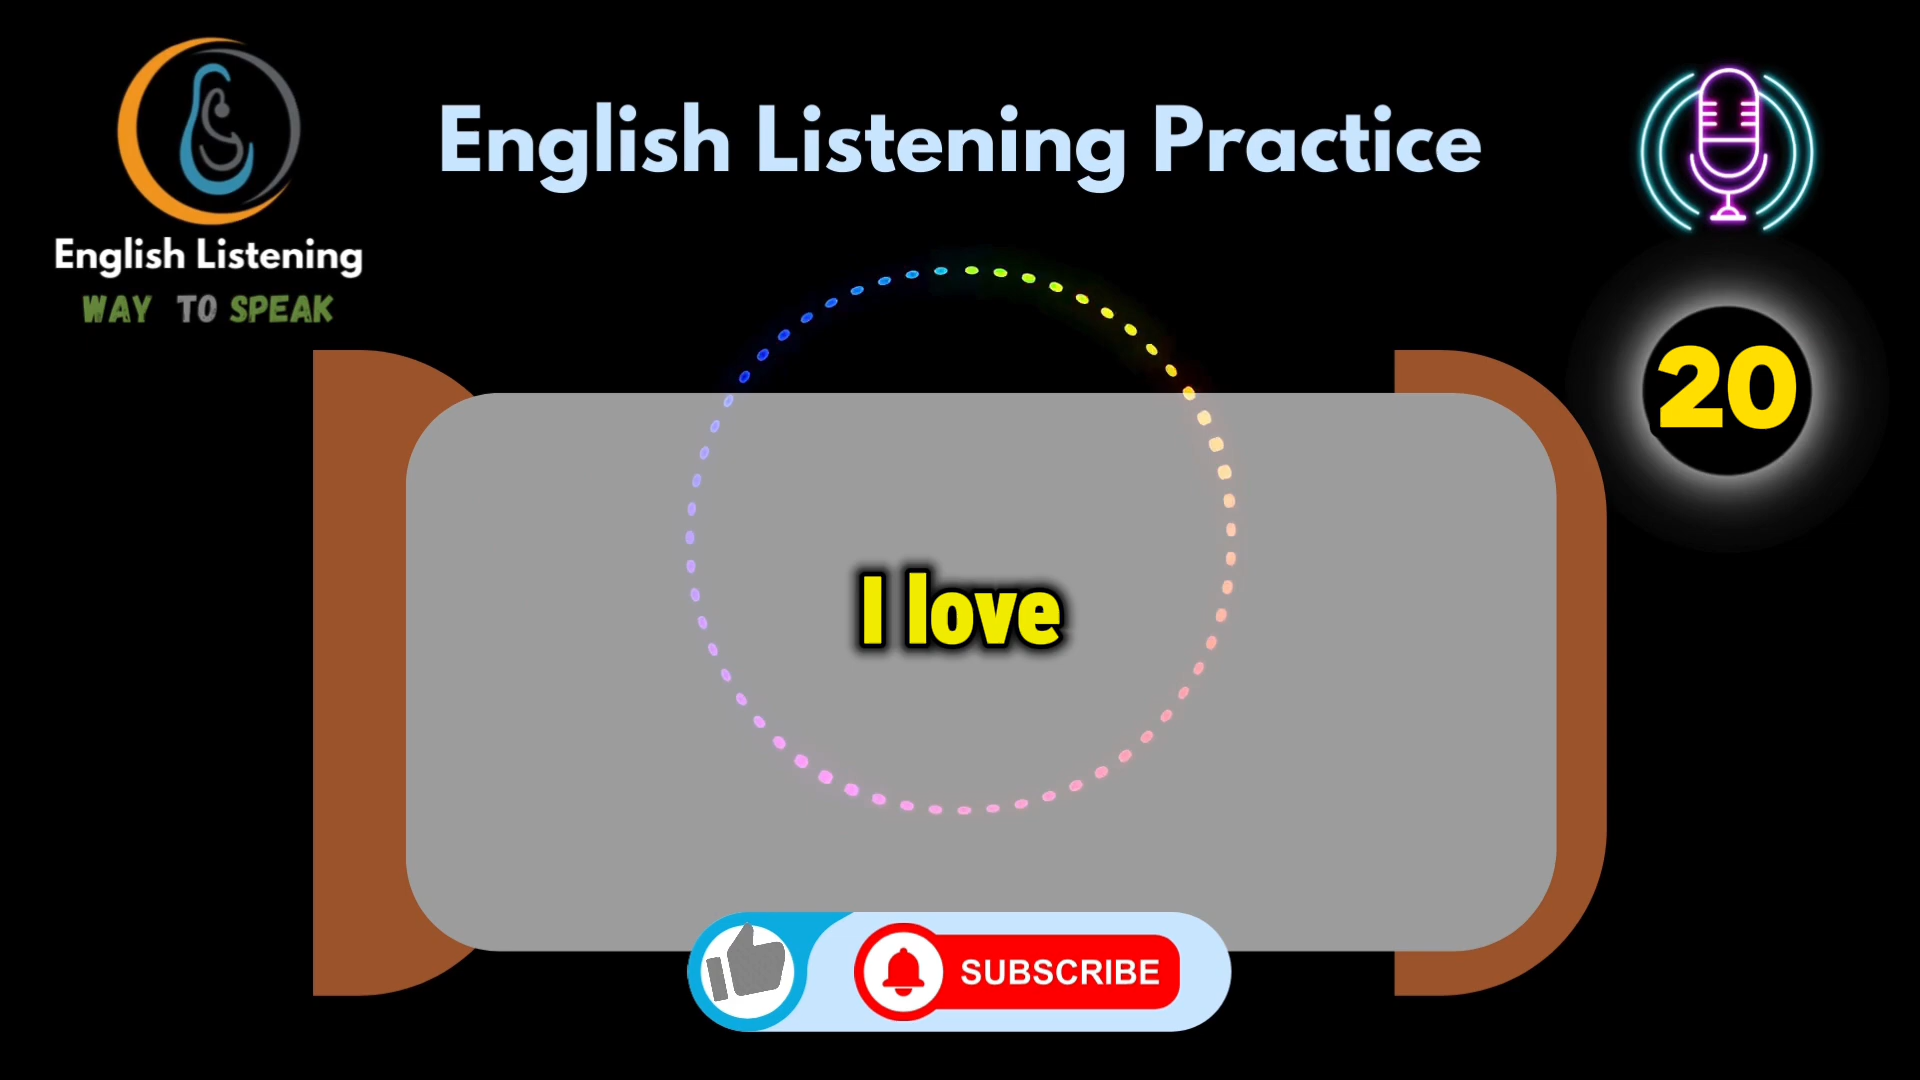 English Listening Practice
English Listening
WAY TO SPEAK
20
I love
SUBSCRIBE